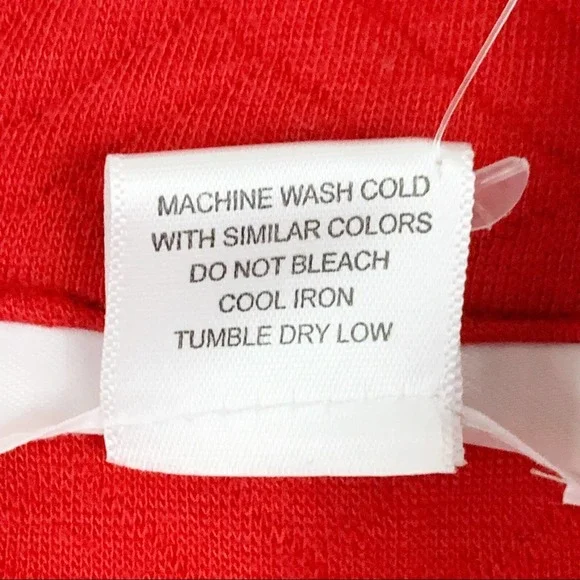 MACHINE WASH COLD
WITH SIMILAR COLORS
DO NOT BLEACH
COOL IRON
TUMBLE DRY LOW